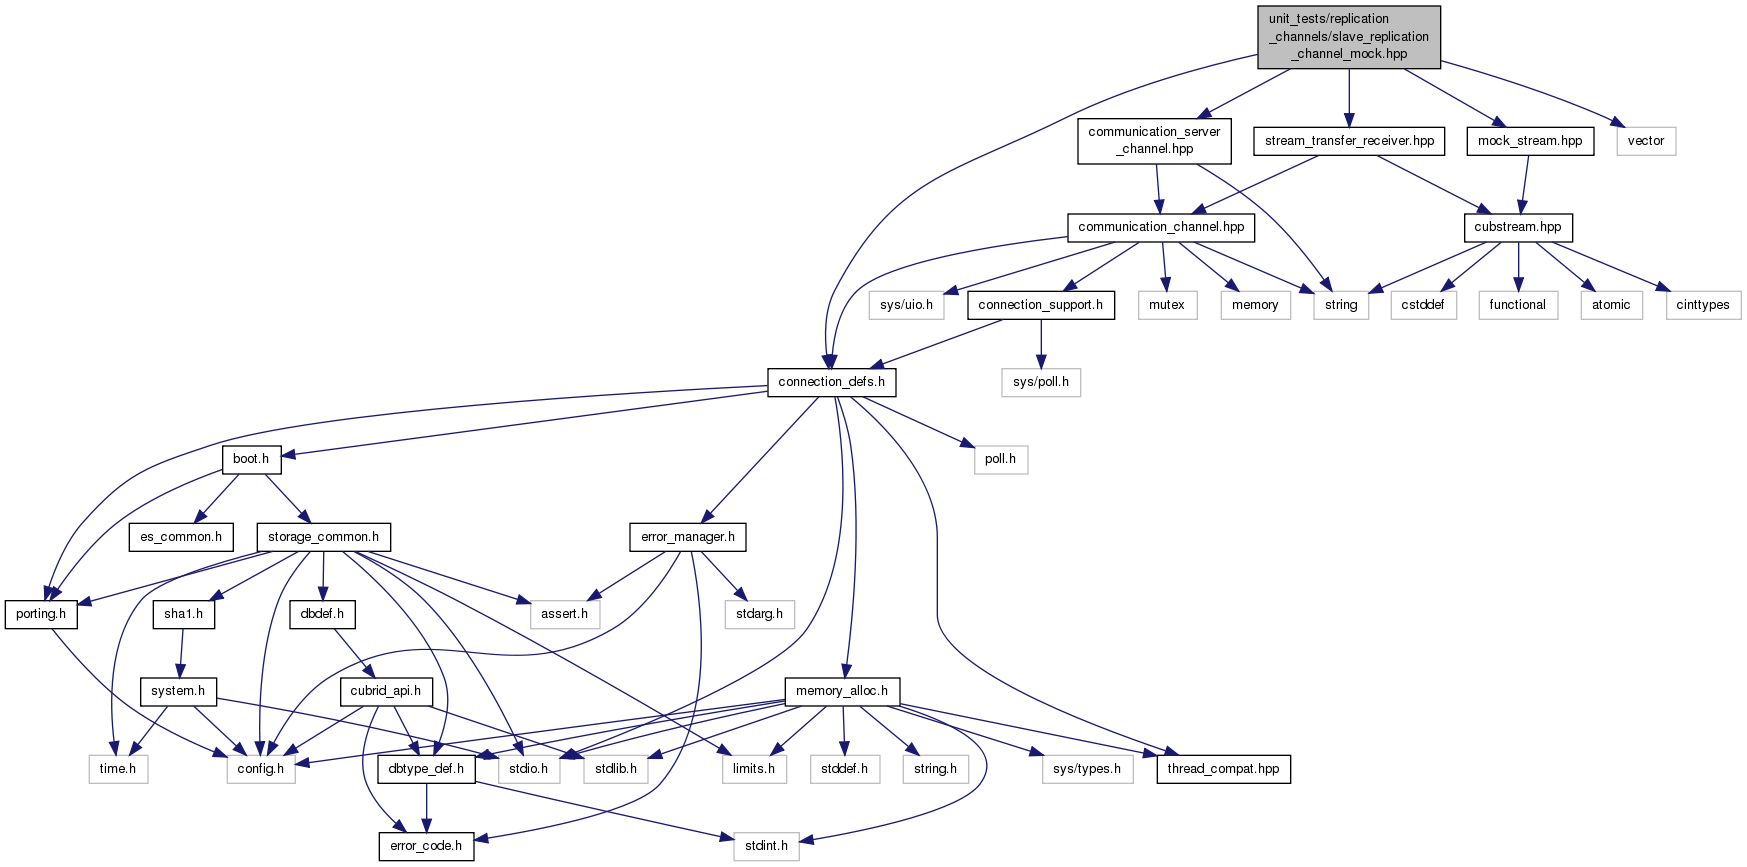 unit_tests/replication
_channels/slave_replication
_channel_mock.hpp
communication_server
_channel.hpp
stream_transfer_receiver.hpp
mock_stream.hpp
vector
communication_channel.hpp
cubstream.hpp
sys/uio.h
connection_support.h
mutex
memory
string
cstddef
functional
atomic
cinttypes
connection_defs.h
sys/poll.h
boot.h
poll.h
es_common.h
storage_common.h
error_manager.h
porting.h
sha1.h
dbdef.h
assert.h
stdarg.h
system.h
cubrid_api.h
memory_alloc.h
time.h
config.h
dbtype_def.h
stdio.h
stdlib.h
limits.h
stddef.h
string.h
sys/types.h
thread_compat.hpp
error_code.h
stdint.h